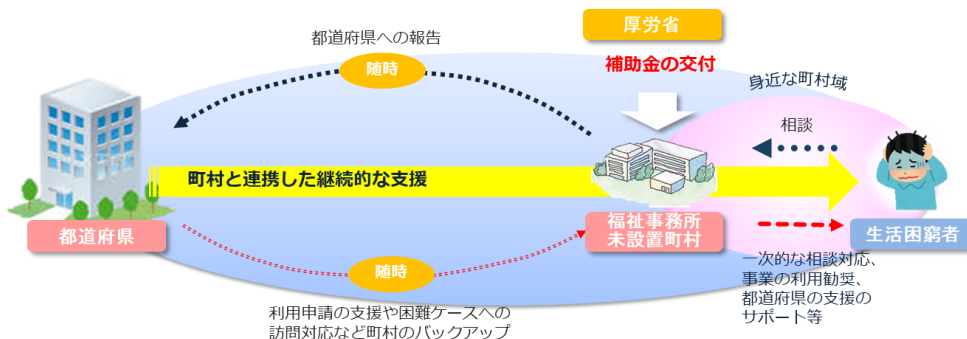 厚労省
補助金の交付
都道府県への報告
随時
身近な町村域
相談
町村と連携した継続的な支援
都道府県
福祉事務所
未設置町村
生活困窮者
随時
一次的な相談対応、
事業の利用勧奨、
都道府県の支援の
サポート等
利用申請の支援や困難ケースへの
訪問対応など町村のバックアップ